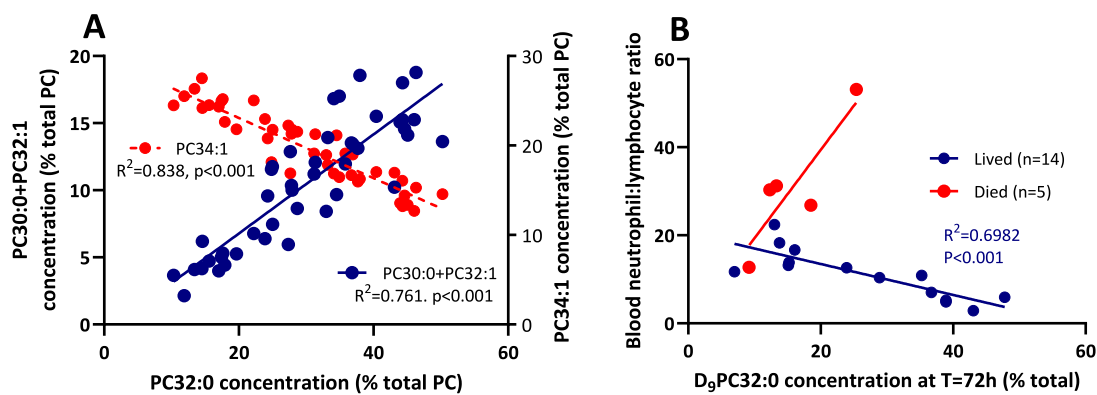 A
PC30:0+PC32:1
concentration (% total PC)
20
15
10
5
0
PC34:1
R²=0.838, p<0.001
PC30:0+PC32:1
R²=0.761. p<0.001
30
20
10
0
PC34:1 concentration (% total PC)
0 20 40 60
PC32:0 concentration (% total PC)
B
Blood neutrophil:lymphocyte ratio
60
40
20
0
Lived (n=14)
Died (n=5)
R²=0.6982
P<0.001
0 20 40 60
D₉PC32:0 concentration at T=72h (% total)